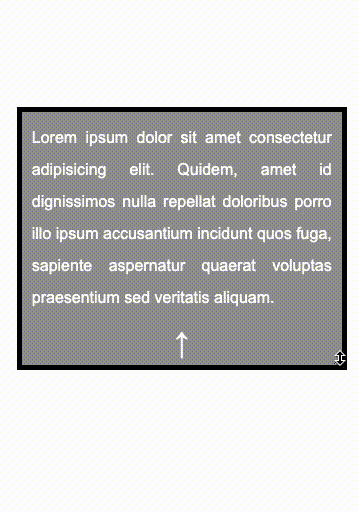 Lorem ipsum dolor sit amet consectetur
adipisicing elit. Quidem, amet id
dignissimos nulla repellat doloribus porro
illo ipsum accusantium incidunt quos fuga,
sapiente aspernatur quaerat voluptas
praesentium sed veritatis aliquam.
↑